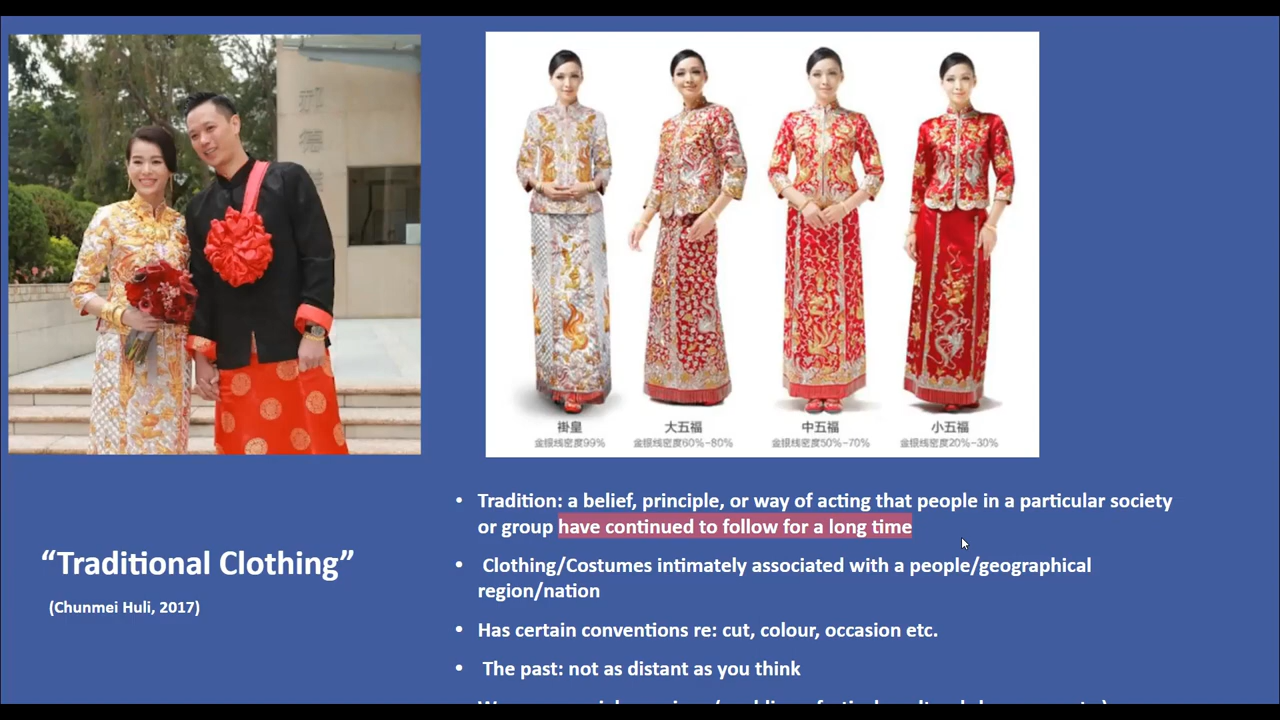 褂皇
大五福
中五福
小五福
金银线密度99%
金银线密度60%-80%
金银线密度50%-70%
金银线密度20%-30%
“Traditional Clothing”
(Chunmei Huli, 2017)
• Tradition: a belief, principle, or way of acting that people in a particular society
or group have continued to follow for a long time
• Clothing/Costumes intimately associated with a people/geographical
region/nation
• Has certain conventions re: cut, colour, occasion etc.
• The past: not as distant as you think